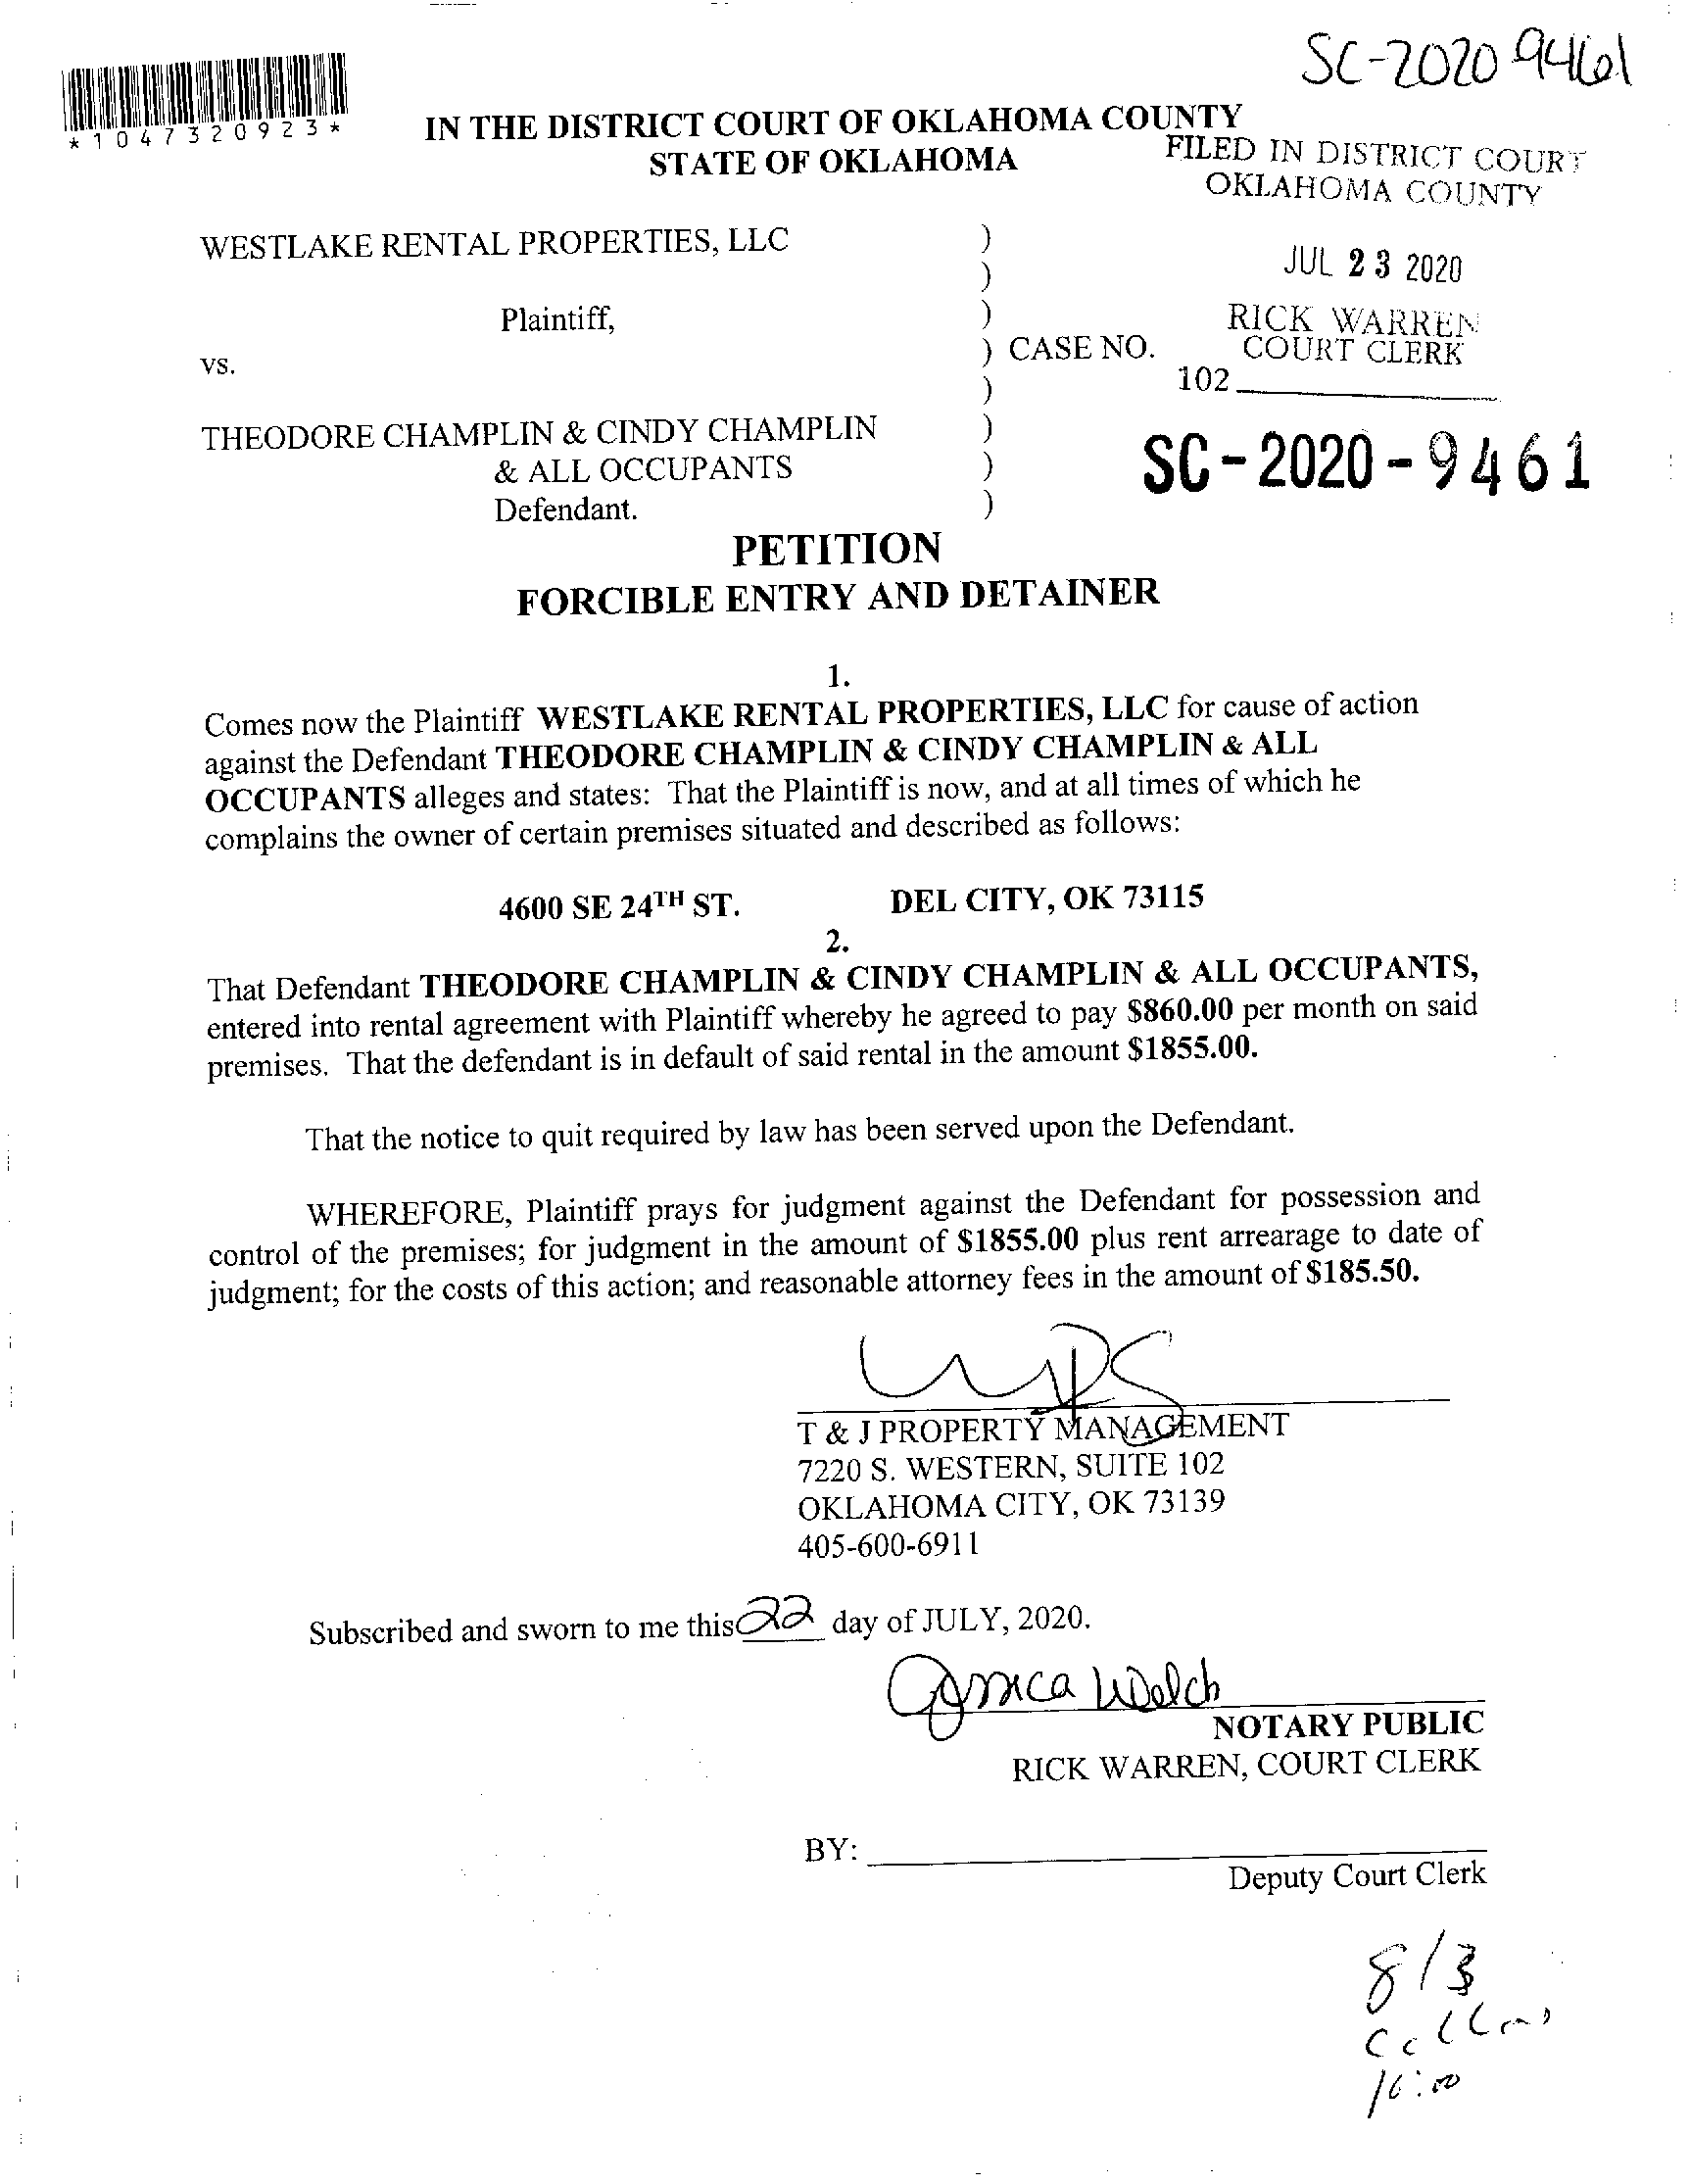 SC-2020 9461
*1047320923*
IN THE DISTRICT COURT OF OKLAHOMA COUNTY
STATE OF OKLAHOMA
FILED IN DISTRICT COURT
OKLAHOMA COUNTY
WESTLAKE RENTAL PROPERTIES, LLC )
JUL 23 2020
)
Plaintiff, )
RICK WARREN
COURT CLERK
vs. ) CASE NO.
)
102
THEODORE CHAMPLIN & CINDY CHAMPLIN )
& ALL OCCUPANTS )
SC-2020-9461
Defendant. )
PETITION
FORCIBLE ENTRY AND DETAINER
1.
Comes now the Plaintiff WESTLAKE RENTAL PROPERTIES, LLC for cause of action
against the Defendant THEODORE CHAMPLIN & CINDY CHAMPLIN & ALL
OCCUPANTS alleges and states: That the Plaintiff is now, and at all times of which he
complains the owner of certain premises situated and described as follows:
4600 SE 24TH ST. DEL CITY, OK 73115
2.
That Defendant THEODORE CHAMPLIN & CINDY CHAMPLIN & ALL OCCUPANTS,
entered into rental agreement with Plaintiff whereby he agreed to pay $860.00 per month on said
premises. That the defendant is in default of said rental in the amount $1855.00.
That the notice to quit required by law has been served upon the Defendant.
WHEREFORE, Plaintiff prays for judgment against the Defendant for possession and
control of the premises; for judgment in the amount of $1855.00 plus rent arrearage to date of
judgment; for the costs of this action; and reasonable attorney fees in the amount of $185.50.
T & J PROPERTY MANAGEMENT
7220 S. WESTERN, SUITE 102
OKLAHOMA CITY, OK 73139
405-600-6911
Subscribed and sworn to me this 22 day of JULY, 2020.
Welch
NOTARY PUBLIC
RICK WARREN, COURT CLERK
BY:
Deputy Court Clerk
8/3